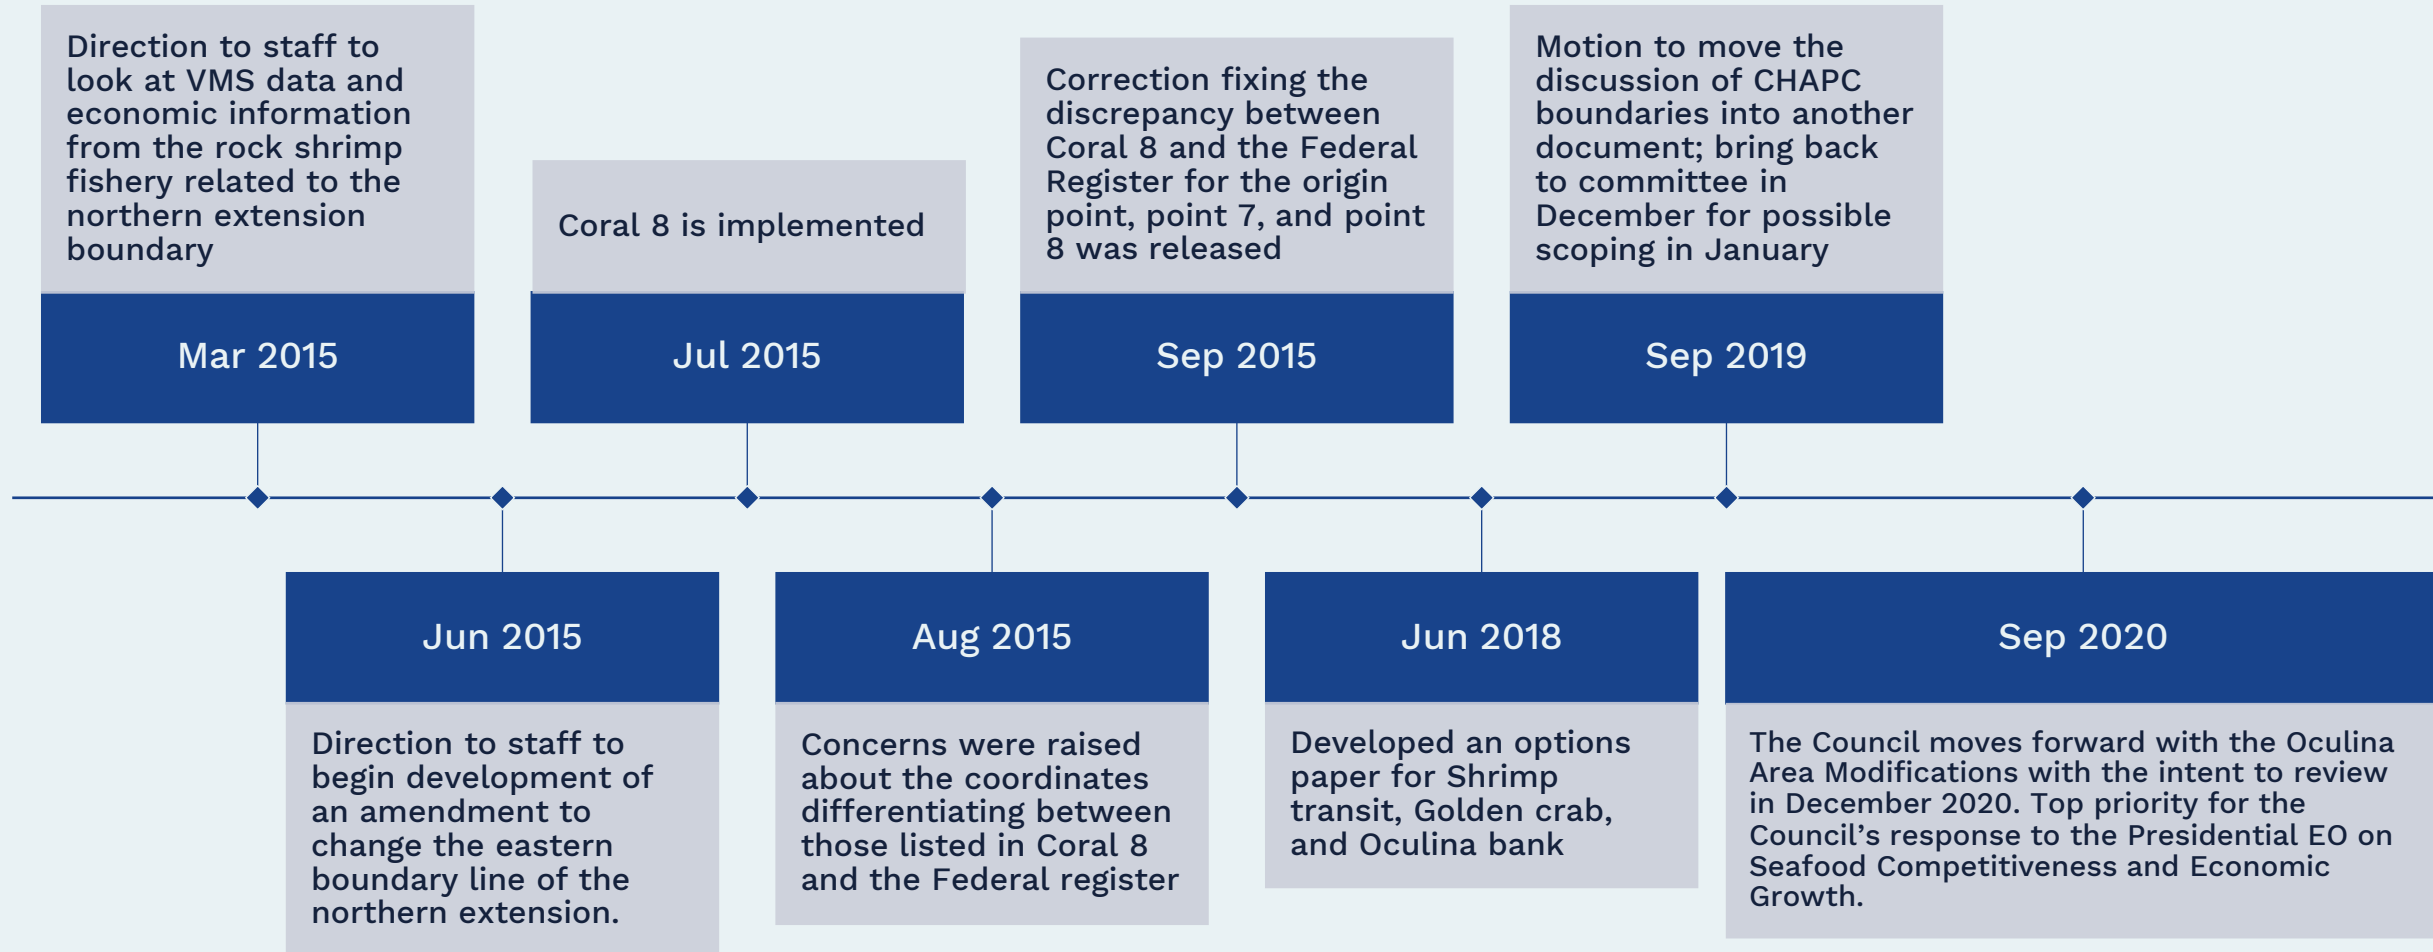 Direction to staff to
look at VMS data and
economic information
from the rock shrimp
fishery related to the
northern extension
boundary
Mar 2015
Direction to staff to
begin development of
an amendment to
change the eastern
boundary line of the
northern extension.
Jun 2015
Coral 8 is implemented
Jul 2015
Aug 2015
Concerns were raised
about the coordinates
differentiating between
those listed in Coral 8
and the Federal register
Correction fixing the
discrepancy between
Coral 8 and the Federal
Register for the origin
point, point 7, and point
8 was released
Sep 2015
Jun 2018
Developed an options
paper for Shrimp
transit, Golden crab,
and Oculina bank
Motion to move the
discussion of CHAPC
boundaries into another
document; bring back
to committee in
December for possible
scoping in January
Sep 2019
Sep 2020
The Council moves forward with the Oculina
Area Modifications with the intent to review
in December 2020. Top priority for the
Council's response to the Presidential EO on
Seafood Competitiveness and Economic
Growth.